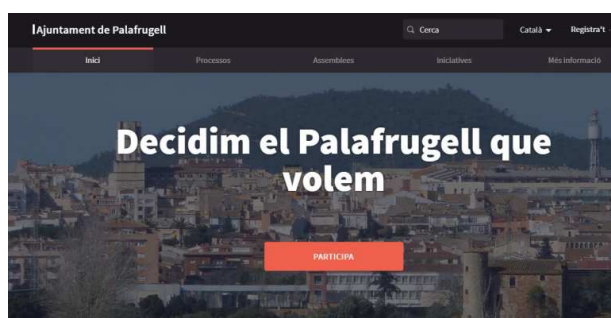 Ajuntament de Palafrugell
Cerca
Català
Registra't
Inici
Processos
Assemblees
Iniciatives
Més informació
Decidim el Palafrugell que
volem
PARTICIPA